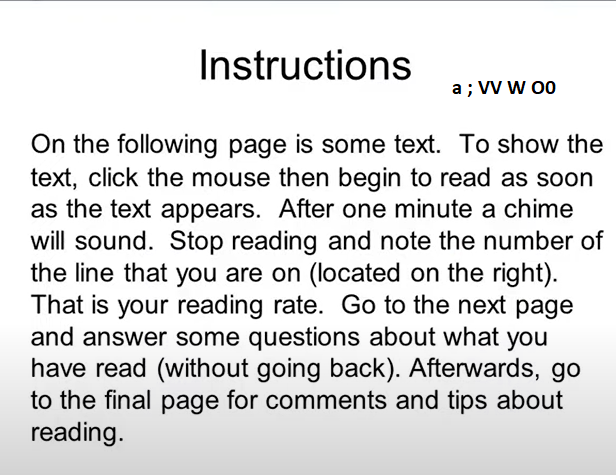 Instructions
a ; VV W O0
On the following page is some text.  To show the
text, click the mouse then begin to read as soon
as the text appears.  After one minute a chime
will sound.  Stop reading and note the number of
the line that you are on (located on the right).
That is your reading rate.  Go to the next page
and answer some questions about what you
have read (without going back). Afterwards, go
to the final page for comments and tips about
reading.